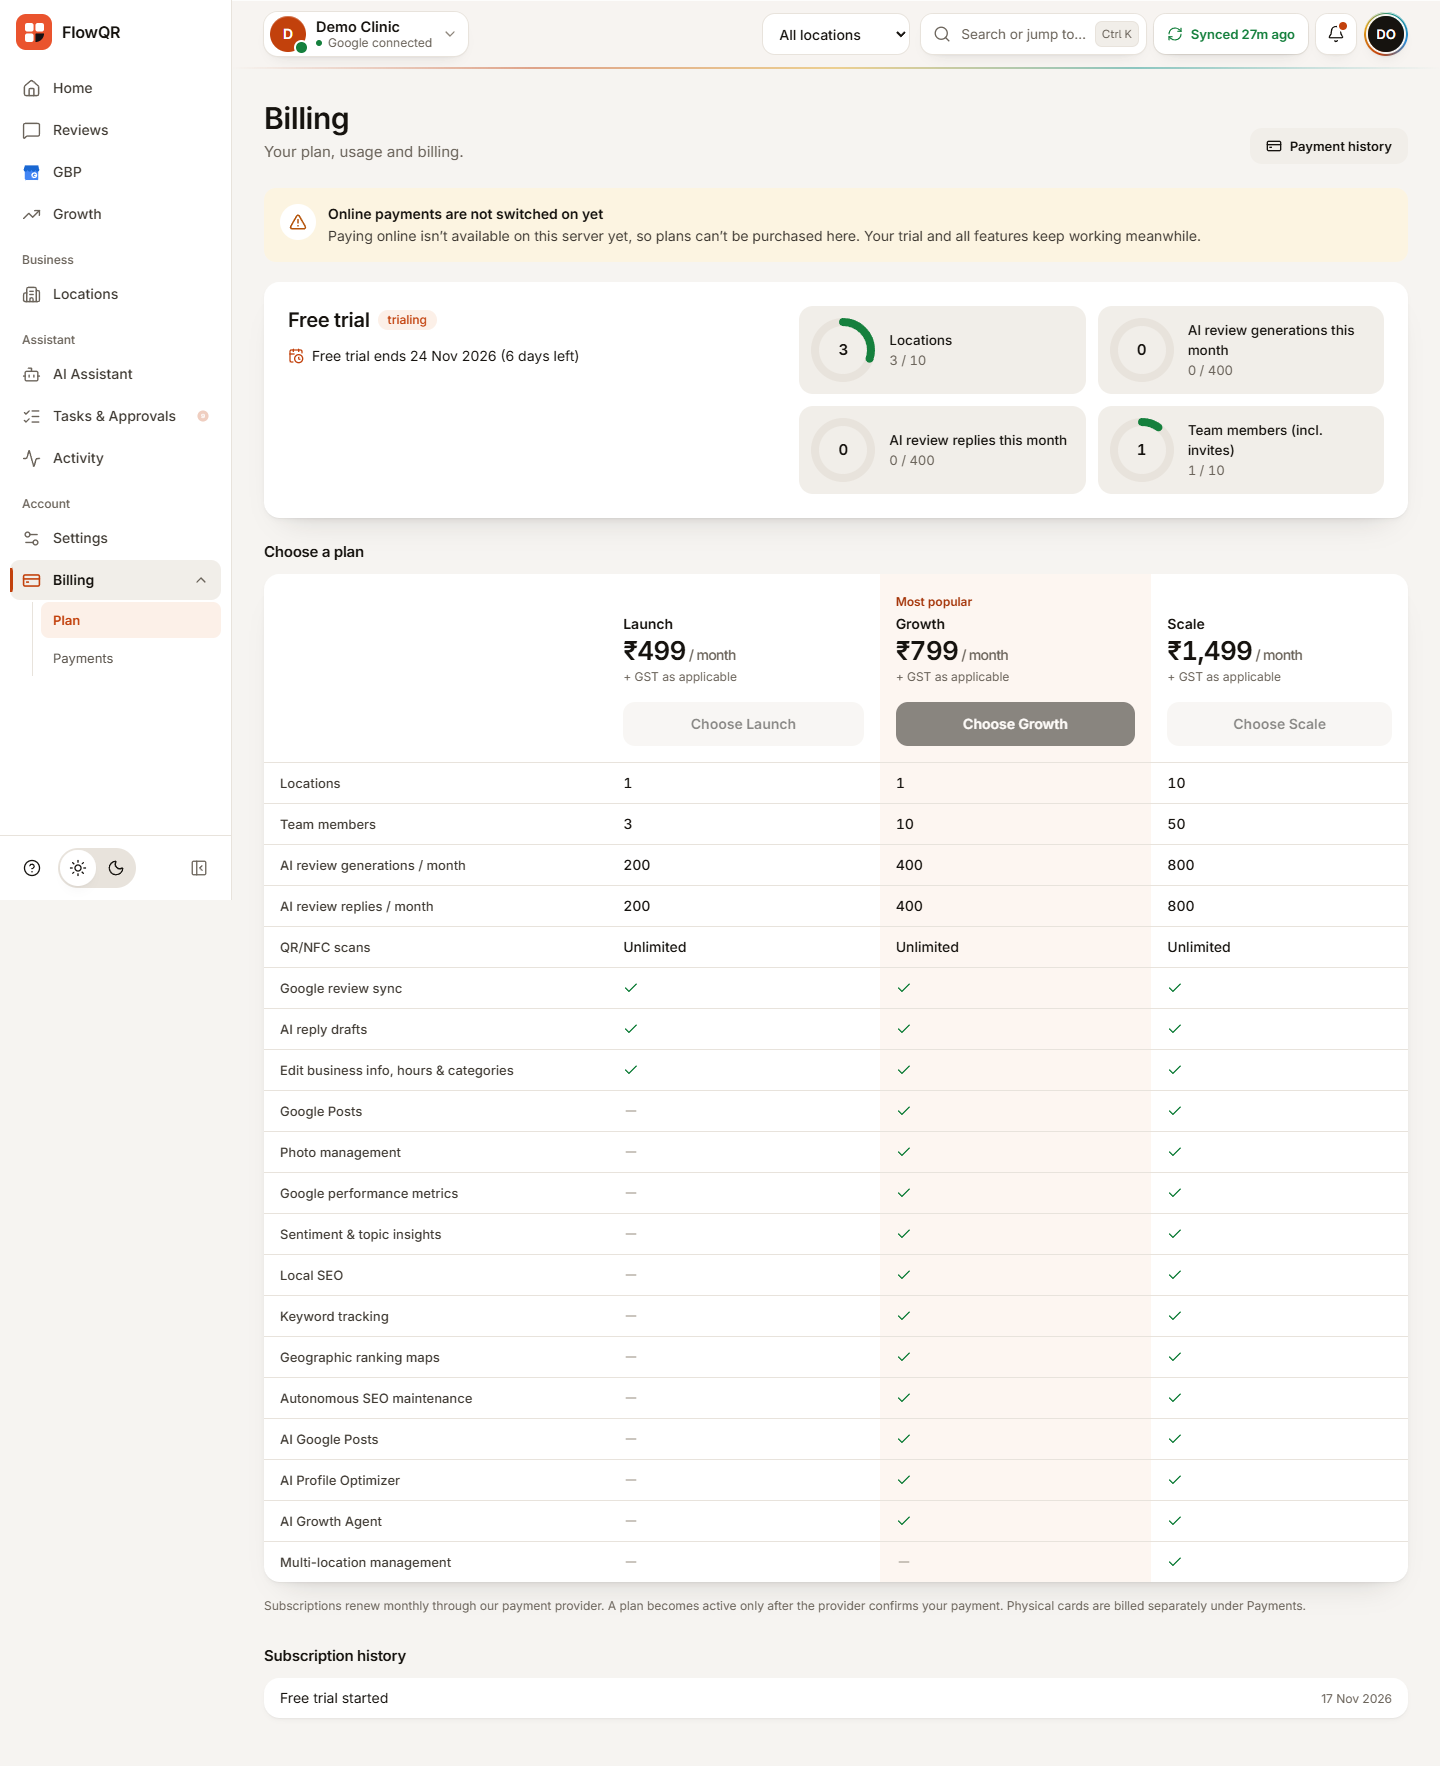 FlowQR
Home
Reviews
GBP
Growth
Business
Locations
Assistant
AI Assistant
Tasks & Approvals
Activity
Account
Settings
Billing
Plan
Payments
D
Demo Clinic
Google connected
All locations
Search or jump to...
Ctrl K
Synced 27m ago
DO
Billing
Your plan, usage and billing.
Payment history
Online payments are not switched on yet
Paying online isn't available on this server yet, so plans can't be purchased here. Your trial and all features keep working meanwhile.
Free trial trialing
Free trial ends 24 Nov 2026 (6 days left)
3
Locations
3 / 10
0
AI review generations this
month
0 / 400
0
AI review replies this month
0 / 400
1
Team members (incl.
invites)
1 / 10
Choose a plan
Launch
₹499 / month
+ GST as applicable
Choose Launch
Most popular
Growth
₹799 / month
+ GST as applicable
Choose Growth
Scale
₹1,499 / month
+ GST as applicable
Choose Scale
Locations 1 1 10
Team members 3 10 50
AI review generations / month 200 400 800
AI review replies / month 200 400 800
QR/NFC scans Unlimited Unlimited Unlimited
Google review sync
AI reply drafts
Edit business info, hours & categories
Google Posts
Photo management
Google performance metrics
Sentiment & topic insights
Local SEO
Keyword tracking
Geographic ranking maps
Autonomous SEO maintenance
AI Google Posts
AI Profile Optimizer
AI Growth Agent
Multi-location management
Subscriptions renew monthly through our payment provider. A plan becomes active only after the provider confirms your payment. Physical cards are billed separately under Payments.
Subscription history
Free trial started 17 Nov 2026